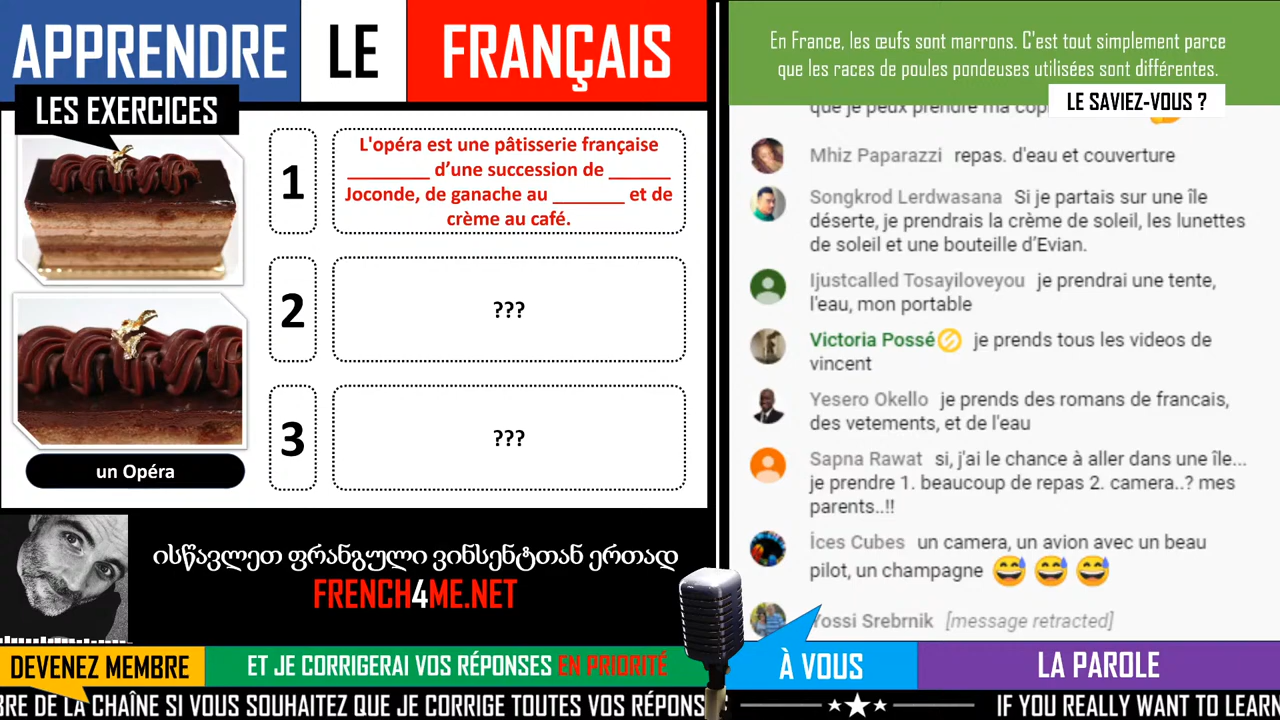 APPRENDRE LE FRANÇAIS
LES EXERCICES
1
L'opéra est une pâtisserie française
_________ d’une succession de _______
Joconde, de ganache au ________ et de
crème au café.
2
???
3
???
un Opéra
ისწავლეთ ფრანგული ვინსენტთან ერთად
FRENCH4ME.NET
DEVENEZ MEMBRE
ET JE CORRIGERAI VOS RÉPONSES EN PRIORITÉ
En France, les œufs sont marrons. C'est tout simplement parce
que les races de poules pondeuses utilisées sont différentes.
LE SAVIEZ-VOUS ?
que je peux prendre ma cop
Mhiz Paparazzi repas. d'eau et couverture
Songkrod Lerdwasana Si je partais sur une île
déserte, je prendrais la crème de soleil, les lunettes
de soleil et une bouteille d’Evian.
Ijustcalled Tosayiloveyou je prendrai une tente,
l'eau, mon portable
Victoria Possé je prends tous les videos de
vincent
Yesero Okello je prends des romans de francais,
des vetements, et de l'eau
Sapna Rawat si, j'ai le chance à aller dans une île...
je prendre 1. beaucoup de repas 2. camera..? mes
parents..!!
İces Cubes un camera, un avion avec un beau
pilot, un champagne 😅 😅 😅
Yossi Srebrnik [message retracted]
À VOUS
LA PAROLE
BRE DE LA CHAÎNE SI VOUS SOUHAITEZ QUE JE CORRIGE TOUTES VOS RÉPONS
IF YOU REALLY WANT TO LEARN